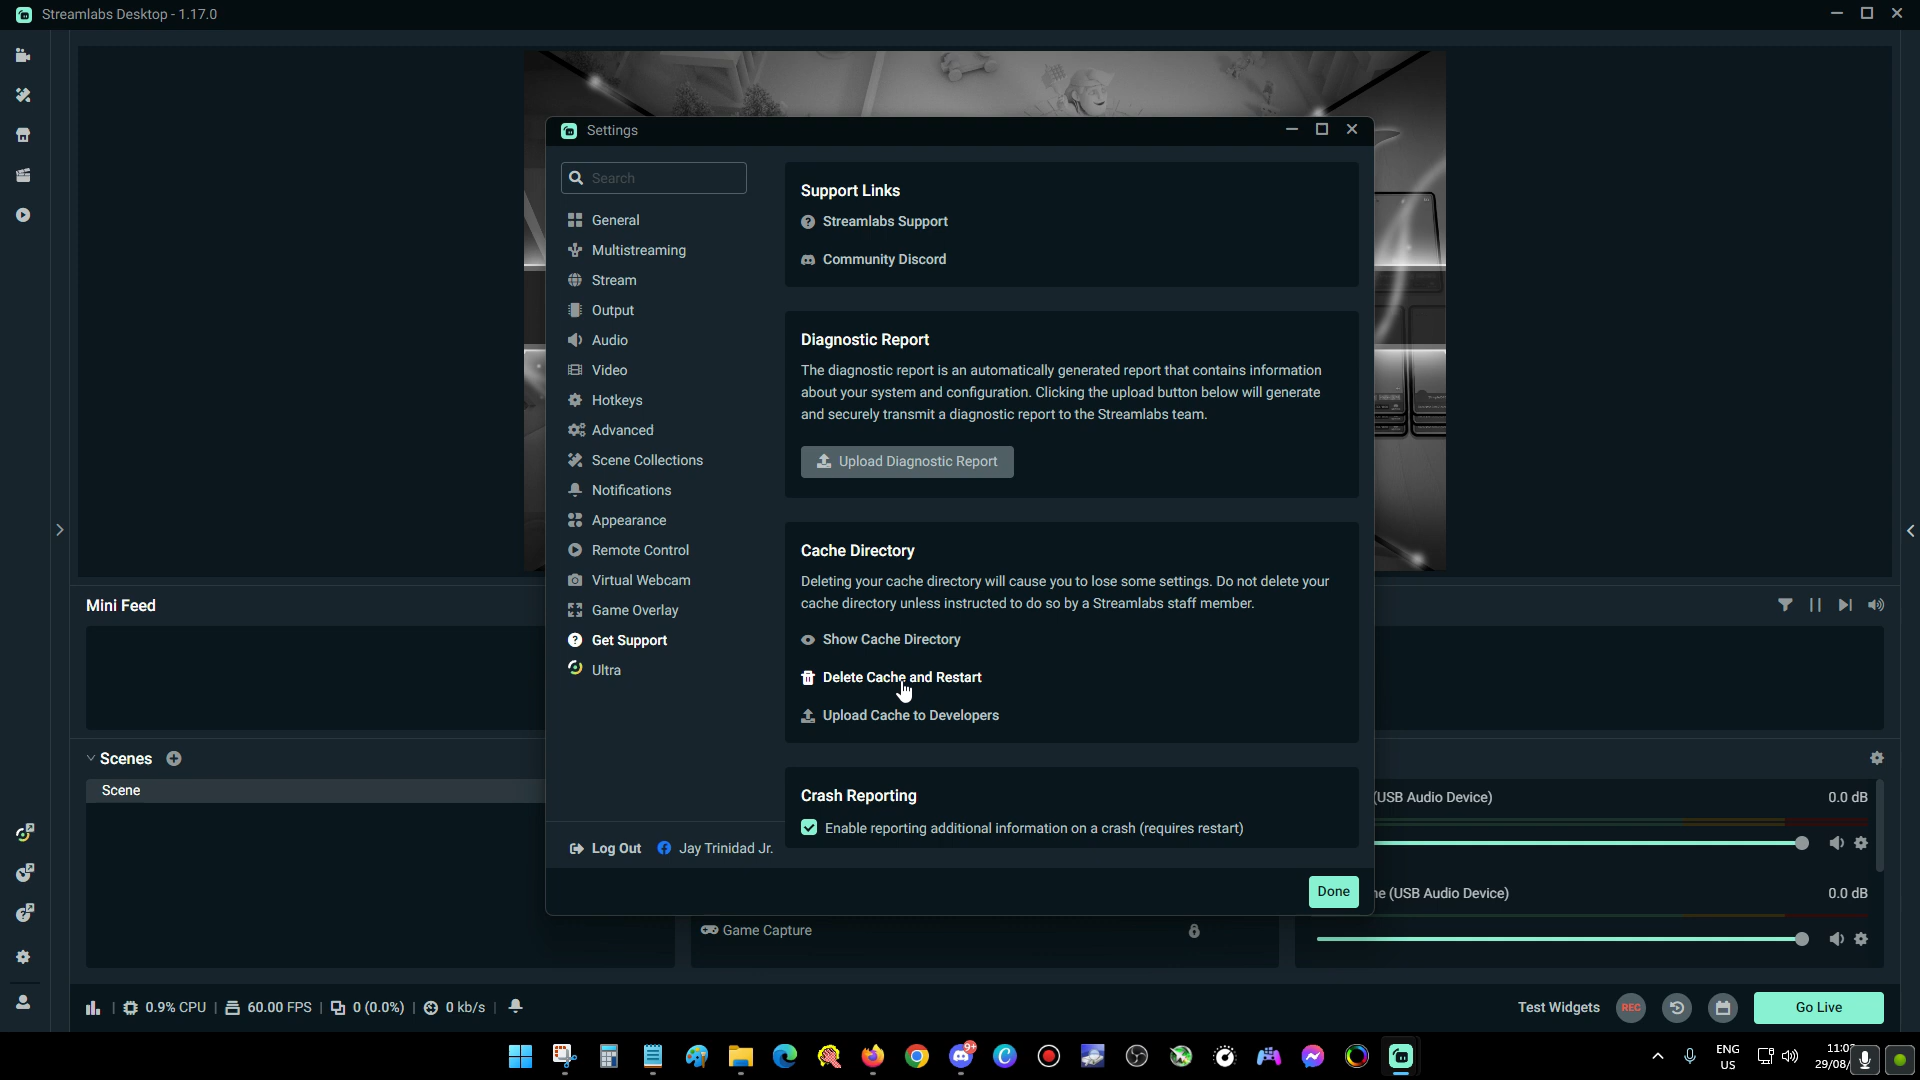 Streamlabs Desktop - 1.17.0
Settings
Search
General
Multistreaming
Stream
Output
Audio
Video
Hotkeys
Advanced
Scene Collections
Notifications
Appearance
Remote Control
Virtual Webcam
Game Overlay
Get Support
Ultra
Log Out Jay Trinidad Jr.
Support Links
Streamlabs Support
Community Discord
Diagnostic Report
The diagnostic report is an automatically generated report that contains information
about your system and configuration. Clicking the upload button below will generate
and securely transmit a diagnostic report to the Streamlabs team.
Upload Diagnostic Report
Cache Directory
Deleting your cache directory will cause you to lose some settings. Do not delete your
cache directory unless instructed to do so by a Streamlabs staff member.
Show Cache Directory
Delete Cache and Restart
Upload Cache to Developers
Crash Reporting
Enable reporting additional information on a crash (requires restart)
Done
Mini Feed
Scenes
Scene
Game Capture
(USB Audio Device) 0.0 dB
(USB Audio Device) 0.0 dB
0.9% CPU 60.00 FPS 0 (0.0%) 0 kb/s
Test Widgets REC Go Live
9+
ENG
US
11:0
29/08/